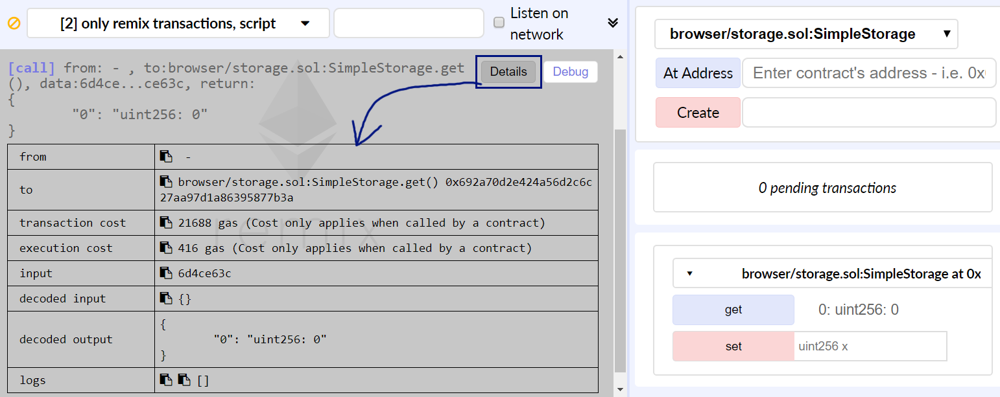 [2] only remix transactions, script
Listen on
network
[call] from: - , to:browser/storage.sol:SimpleStorage.get
(), data:6d4ce...ce63c, return:
{
"0": "uint256: 0"
}
Details
Debug
from -
to browser/storage.sol:SimpleStorage.get() 0x692a70d2e424a56d2c6c
27aa97d1a86395877b3a
transaction cost 21688 gas (Cost only applies when called by a contract)
execution cost 416 gas (Cost only applies when called by a contract)
input 6d4ce63c
decoded input {}
decoded output {
"0": "uint256: 0"
}
logs []
remix
browser/storage.sol:SimpleStorage
At Address Enter contract's address - i.e. 0x
Create
0 pending transactions
browser/storage.sol:SimpleStorage at 0x
get 0: uint256: 0
set uint256 x